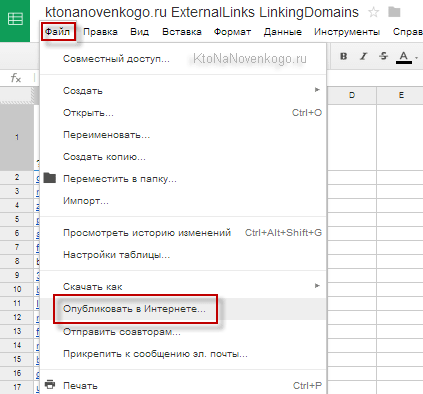 ktonanovenkogo.ru ExternalLinks LinkingDomains
Файл Правка Вид Вставка Формат Данные Инструменты Справ
Совместный доступ... KtoNaNovenkogo.ru
B I S A
Создать
Открыть... Ctrl+O
Переименовать...
Создать копию...
Переместить в папку...
Импорт...
Просмотреть историю изменений Ctrl+Alt+Shift+G
Настройки таблицы...
Скачать как
Опубликовать в Интернете...
Отправить соавторам...
Прикрепить к сообщению эл. почты...
Печать Ctrl+P
fx
D E
1
2
3
4
5
6
7
8
9
10
11
12
13
14
15
16
17